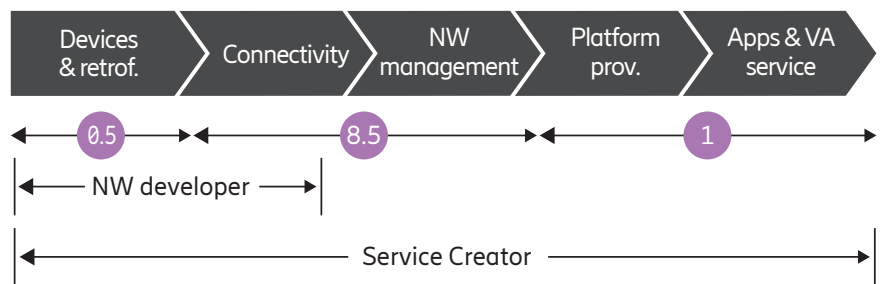 Devices
& retrof.
Connectivity
NW
management
Platform
prov.
Apps & VA
service
0.5
8.5
1
NW developer
Service Creator